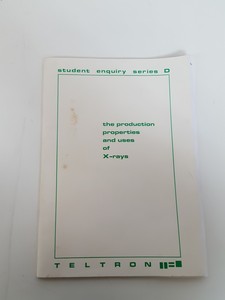 student enquiry series D
the production
properties
and uses
of
X-rays
TELTRON